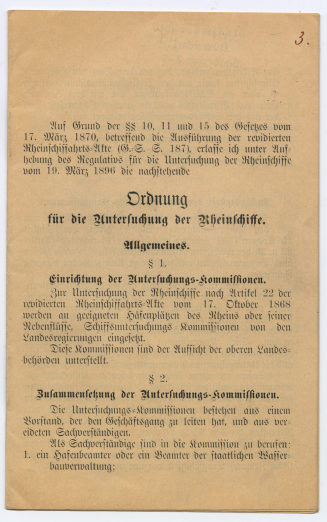 3.
Auf Grund der §§ 10, 11 und 15 des Gesetzes vom
17. März 1870, betreffend die Ausführung der revidierten
Rheinschiffahrts-Akte (G.-S. S. 187), erlasse ich unter Auf-
hebung des Regulativs für die Untersuchung der Rheinschiffe
vom 19. März 1896 die nachstehende
Ordnung
für die Untersuchung der Rheinschiffe.
Allgemeines.
§ 1.
Einrichtung der Untersuchungs-Kommissionen.
Zur Untersuchung der Rheinschiffe nach Artikel 22 der
revidierten Rheinschiffahrts-Akte vom 17. Oktober 1868
werden an geeigneten Hafenplätzen des Rheins oder seiner
Nebenflüsse, Schiffsuntersuchungs Kommissionen von den
Landesregierungen eingesetzt.
Diese Kommissionen sind der Aufsicht der oberen Landes-
behörden unterstellt.
§ 2.
Zusammensetzung der Untersuchungs-Kommissionen.
Die Untersuchungs-Kommissionen bestehen aus einem
Vorstand, der den Geschäftsgang zu leiten hat, und aus ver-
eideten Sachverständigen.
Als Sachverständige sind in die Kommission zu berufen:
1. ein Hafenbeamter oder ein Beamter der staatlichen Wasser-
bauverwaltung;